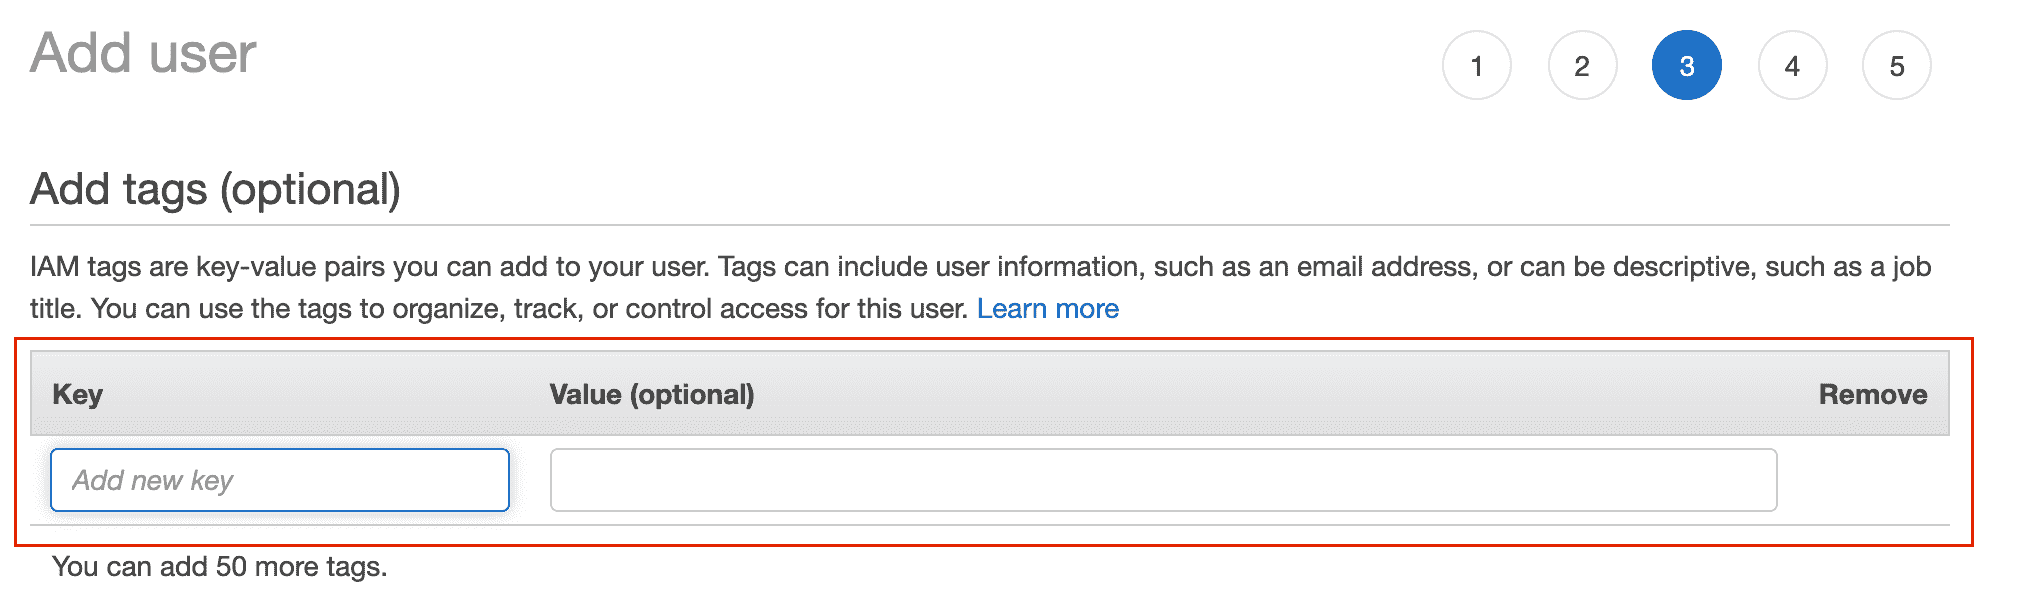 Add user
1 2 3 4 5
Add tags (optional)
IAM tags are key-value pairs you can add to your user. Tags can include user information, such as an email address, or can be descriptive, such as a job
title. You can use the tags to organize, track, or control access for this user. Learn more
Key Value (optional) Remove
Add new key
You can add 50 more tags.